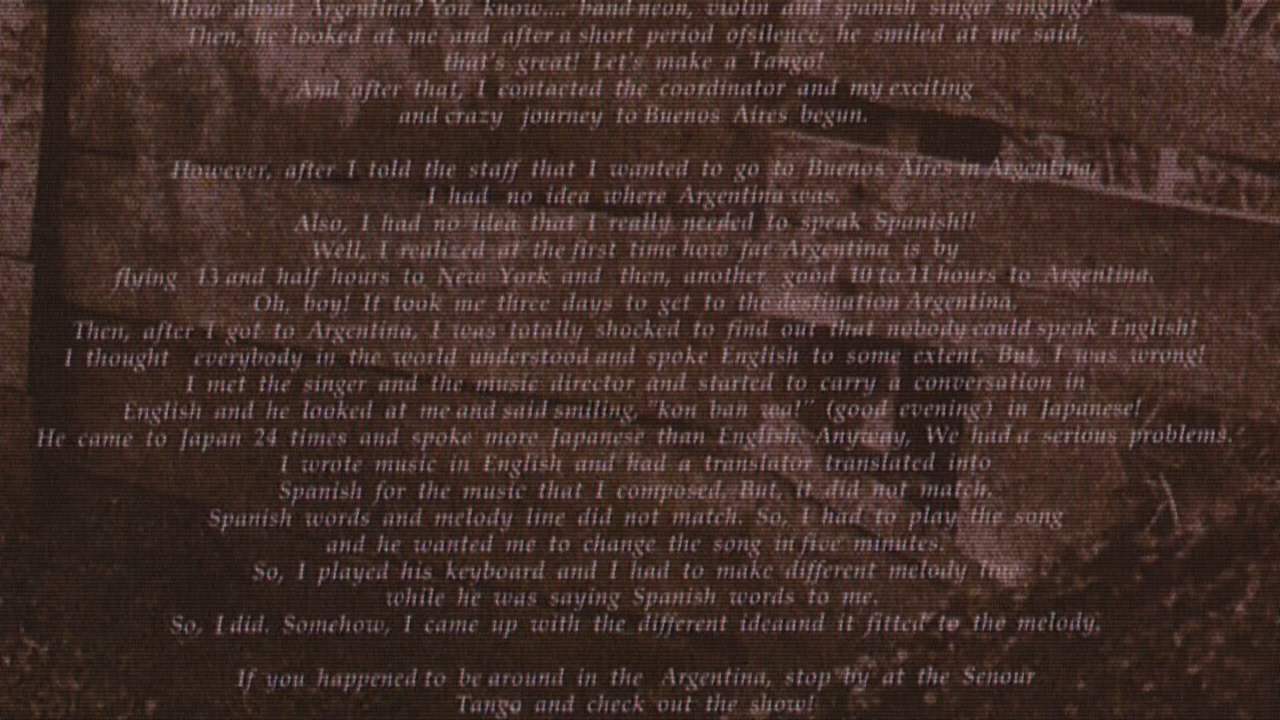 "How about Argentina? You know.... band neon, violin and Spanish singer singing!"
Then, he looked at me and after a short period ofsilence, he smiled at me said,
that's great! Let's make a Tango!
And after that, I contacted the coordinator and my exciting
and crazy journey to Buenos Aires begun.
However, after I told the staff that I wanted to go to Buenos Aires in Argentina,
I had no idea where Argentina was.
Also, I had no idea that I really needed to speak Spanish!!
Well, I realized at the first time how far Argentina is by
flying 13 and half hours to New York and then, another good 10 to 11 hours to Argentina.
Oh, boy! It took me three days to get to the destination Argentina.
Then, after I got to Argentina, I was totally shocked to find out that nobody could speak English!
I thought everybody in the world understood and spoke English to some extent. But, I was wrong!
I met the singer and the music director and started to carry a conversation in
English and he looked at me and said smiling, "kon ban wa!" (good evening) in Japanese!
He came to Japan 24 times and spoke more Japanese than English. Anyway, We had a serious problems.
I wrote music in English and had a translator translated into
Spanish for the music that I composed. But, it did not match.
Spanish words and melody line did not match. So, I had to play the song
and he wanted me to change the song in five minutes.
So, I played his keyboard and I had to make different melody line
while he was saying Spanish words to me.
So, I did. Somehow, I came up with the different ideaand it fitted to the melody.
If you happened to be around in the Argentina, stop by at the Senour
Tango and check out the show!